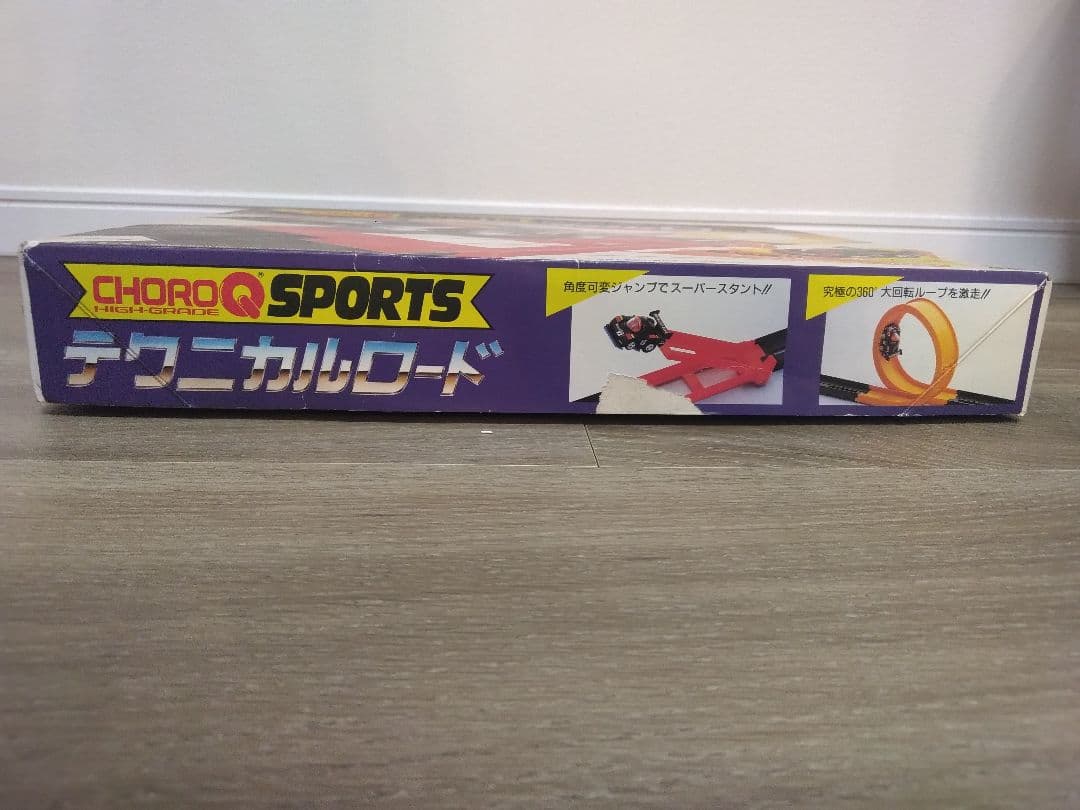 CHORO Q® SPORTS
HIGH-GRADE
テクニカルロード
角度可変ジャンプでスーパースタント!!
究極の360°大回転ループを激走!!